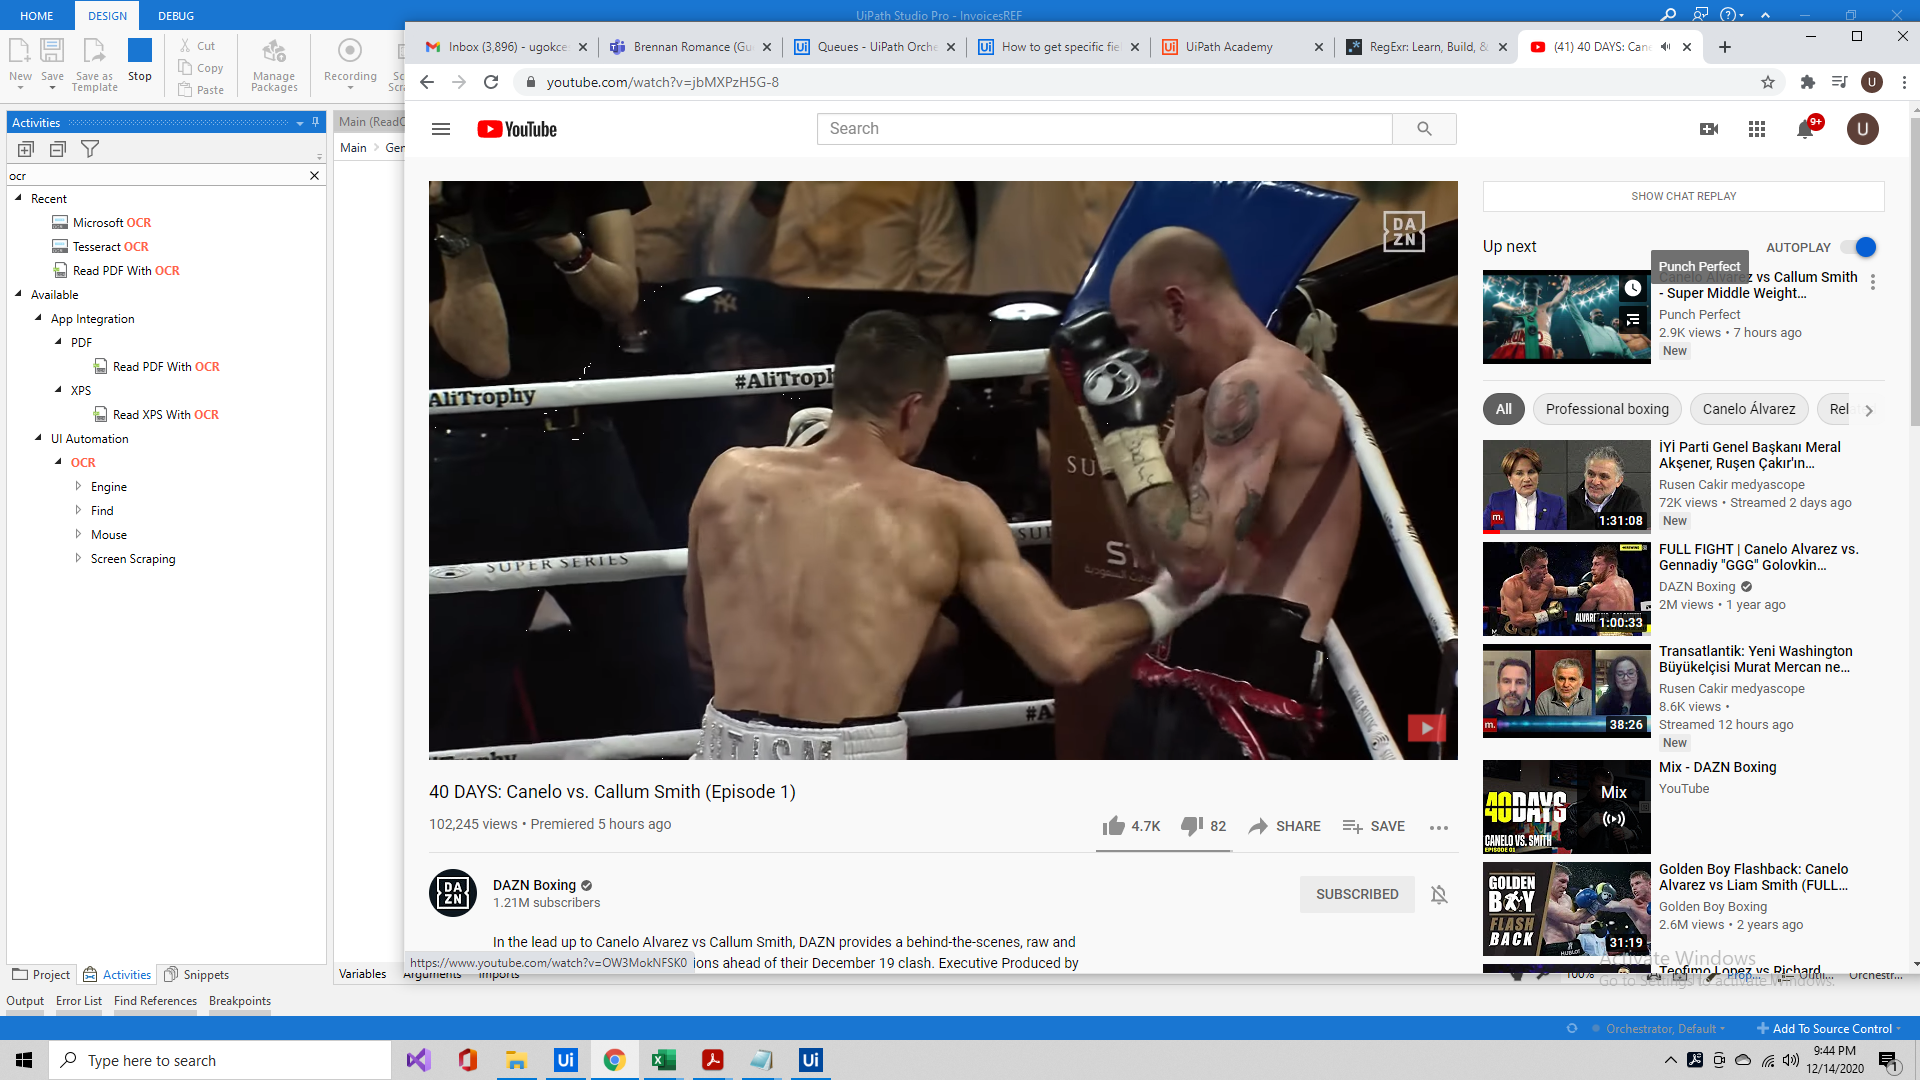 HOME
DESIGN
DEBUG
UiPath Studio Pro - InvoicesREF
New
Save
Save as Template
Stop
Cut
Copy
Paste
Manage Packages
Recording
Activities
ocr
Recent
Microsoft OCR
Tesseract OCR
Read PDF With OCR
Available
App Integration
PDF
Read PDF With OCR
XPS
Read XPS With OCR
UI Automation
OCR
Engine
Find
Mouse
Screen Scraping
Project
Activities
Snippets
Output
Error List
Find References
Breakpoints
Main
Variables
Arguments
Imports
Inbox (3,896) - ugokce
Brennan Romance (Gu
Queues - UiPath Orche
How to get specific fie
UiPath Academy
RegExr: Learn, Build, &
(41) 40 DAYS: Can
youtube.com/watch?v=jbMXPzH5G-8
YouTube
Search
9+
U
DAZN
AliTrophy
#AliTroph
SUPER SERIES
40 DAYS: Canelo vs. Callum Smith (Episode 1)
102,245 views • Premiered 5 hours ago
4.7K
82
SHARE
SAVE
DAZN
DAZN Boxing
1.21M subscribers
SUBSCRIBED
In the lead up to Canelo Alvarez vs Callum Smith, DAZN provides a behind-the-scenes, raw and
ions ahead of their December 19 clash. Executive Produced by
https://www.youtube.com/watch?v=OW3MokNFSK0
SHOW CHAT REPLAY
Up next
AUTOPLAY
Punch Perfect
Canelo Alvarez vs Callum Smith
- Super Middle Weight...
Punch Perfect
2.9K views • 7 hours ago
New
All
Professional boxing
Canelo Álvarez
Rel
İYİ Parti Genel Başkanı Meral
Akşener, Ruşen Çakır'ın...
Rusen Cakir medyascope
72K views • Streamed 2 days ago
New
1:31:08
FULL FIGHT | Canelo Alvarez vs.
Gennadiy "GGG" Golovkin...
DAZN Boxing
2M views • 1 year ago
1:00:33
Transatlantik: Yeni Washington
Büyükelçisi Murat Mercan ne...
Rusen Cakir medyascope
8.6K views •
Streamed 12 hours ago
New
38:26
Mix - DAZN Boxing
YouTube
Mix
40DAYS
CANELO VS. SMITH
EPISODE 01
Golden Boy Flashback: Canelo
Alvarez vs Liam Smith (FULL...
Golden Boy Boxing
2.6M views • 2 years ago
GOLDEN
BOY
FLASH
BACK
31:19
Teofimo Lopez vs Richard
Activate Windows
Go to Settings to activate Windows.
100%
Orchestr...
Orchestrator, Default
Add To Source Control
Type here to search
9:44 PM
12/14/2020
1